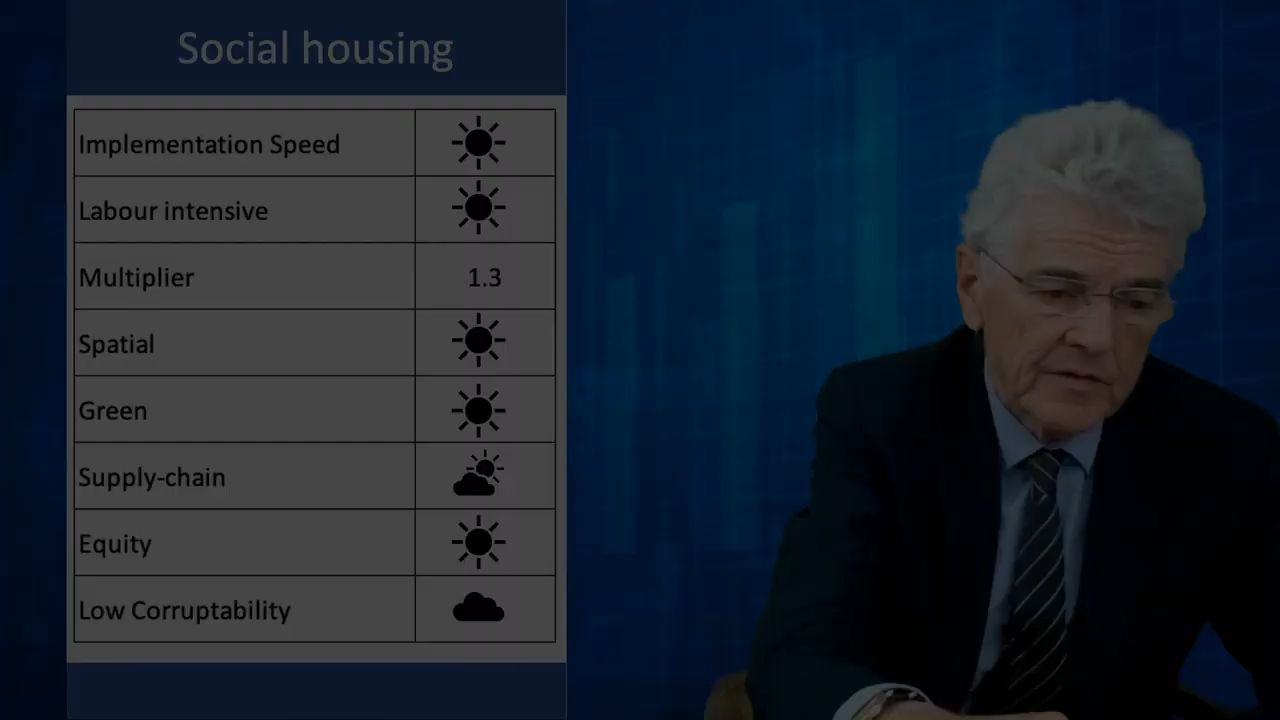 Social housing
Implementation Speed
Labour intensive
Multiplier 1.3
Spatial
Green
Supply-chain
Equity
Low Corruptability